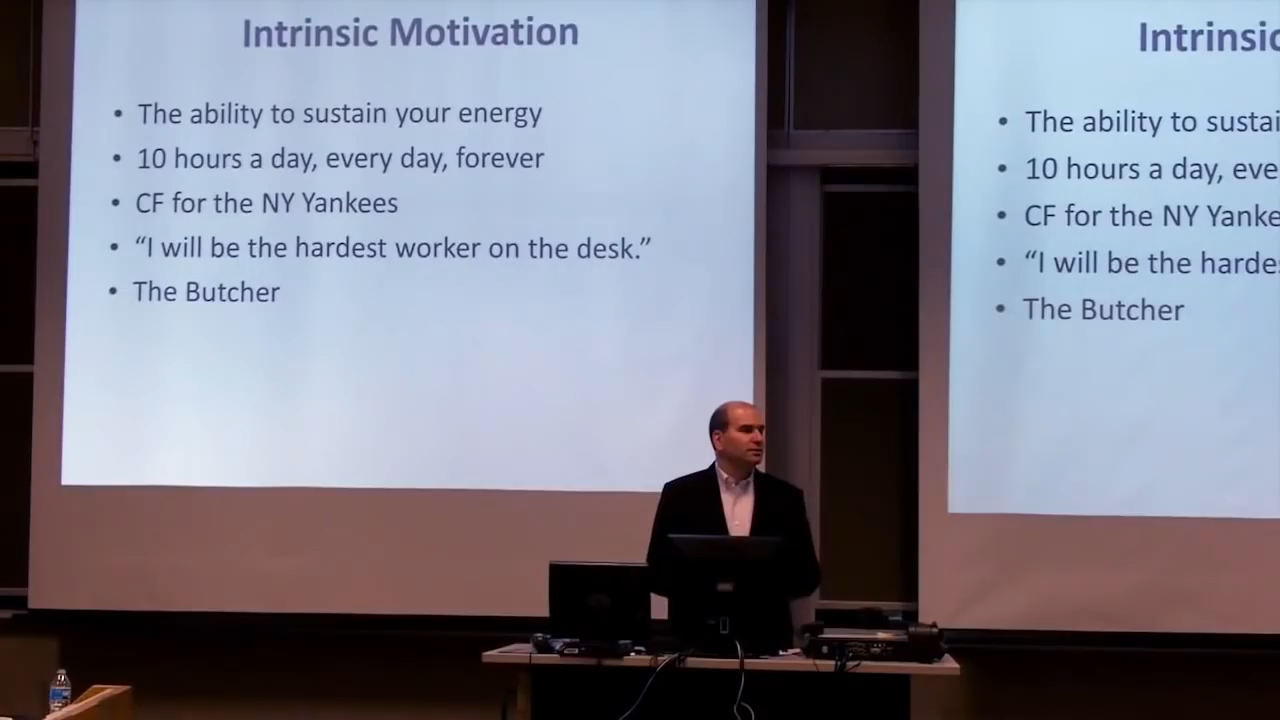 Intrinsic Motivation
• The ability to sustain your energy
• 10 hours a day, every day, forever
• CF for the NY Yankees
• “I will be the hardest worker on the desk.”
• The Butcher
Intrinsic
• The ability to sustai
• 10 hours a day, eve
• CF for the NY Yanke
• “I will be the hardes
• The Butcher